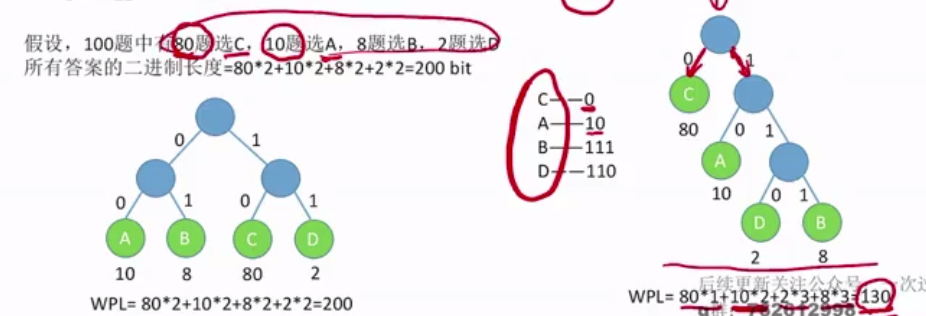 假设，100题中有80题选C，10题选A，8题选B，2题选D
所有答案的二进制长度=80*2+10*2+8*2+2*2=200 bit
0 1
0 1 0 1
A B C D
10 8 80 2
WPL= 80*2+10*2+8*2+2*2=200
C——0
A——10
B——111
D——110
0 1
C
80 0 1
A
10 0 1
D B
2 8
后续更新关注公众号 一次过
WPL= 80*1+10*2+2*3+8*3=130